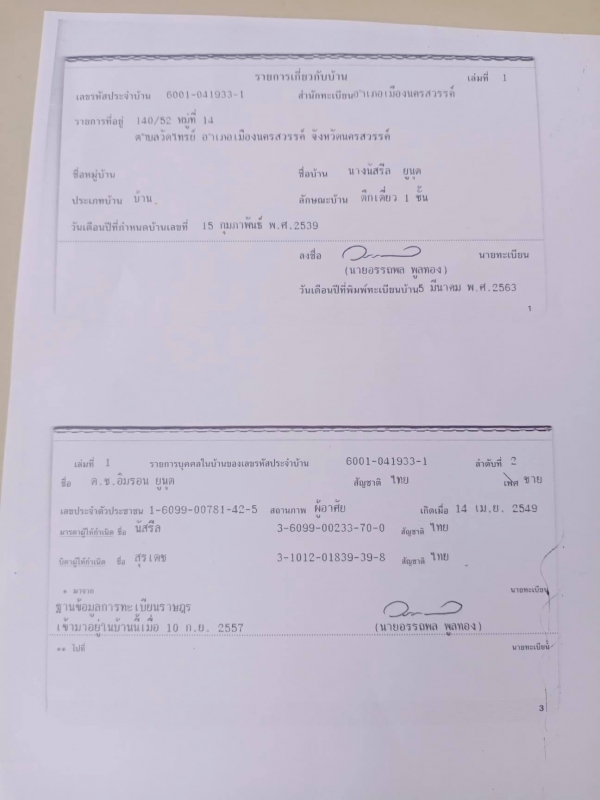 รายการเกี่ยวกับบ้าน เล่มที่ 1
เลขรหัสประจำบ้าน 6001-041933-1 สำนักทะเบียน อำเภอเมืองนครสวรรค์
รายการที่อยู่ 140/52 หมู่ที่ 14
ตำบลวัดไทรย์ อำเภอเมืองนครสวรรค์ จังหวัดนครสวรรค์
ชื่อหมู่บ้าน ชื่อบ้าน นางนัสรีล ยูนุด
ประเภทบ้าน บ้าน ลักษณะบ้าน ตึกเดี่ยว 1 ชั้น
วันเดือนปีที่กำหนดบ้านเลขที่ 15 กุมภาพันธ์ พ.ศ.2539
ลงชื่อ นายทะเบียน
(นายอรรถพล พูลทอง)
วันเดือนปีที่พิมพ์ทะเบียนบ้าน 5 มีนาคม พ.ศ.2563
1
เล่มที่ 1 รายการบุคคลในบ้านของเลขรหัสประจำบ้าน 6001-041933-1 ลำดับที่ 2
ชื่อ ด.ช.อิมรอน ยูนุด สัญชาติ ไทย เพศ ชาย
เลขประจำตัวประชาชน 1-6099-00781-42-5 สถานภาพ ผู้อาศัย เกิดเมื่อ 14 เม.ย. 2549
มารดาผู้ให้กำเนิด ชื่อ นัสรีล 3-6099-00233-70-0 สัญชาติ ไทย
บิดาผู้ให้กำเนิด ชื่อ สุรเดช 3-1012-01839-39-8 สัญชาติ ไทย
* มาจาก นายทะเบียน
ฐานข้อมูลการทะเบียนราษฎร
เข้ามาอยู่ในบ้านนี้เมื่อ 10 ก.ย. 2557 (นายอรรถพล พูลทอง)
** ไปที่ นายทะเบียน
3